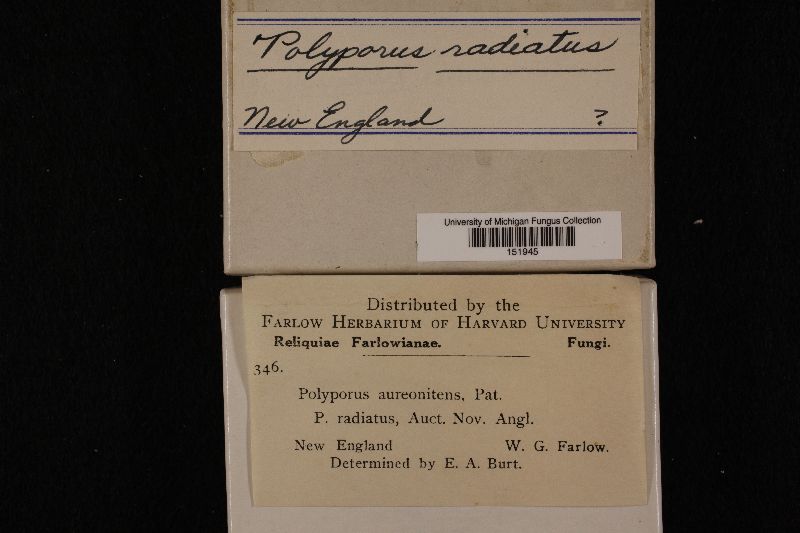 Polyporus radiatus
New England ?
University of Michigan Fungus Collection
151945
Distributed by the
FARLOW HERBARIUM OF HARVARD UNIVERSITY
Reliquiae Farlowianae. Fungi.
346.
Polyporus aureonitens, Pat.
P. radiatus, Auct. Nov. Angl.
New England W. G. Farlow.
Determined by E. A. Burt.